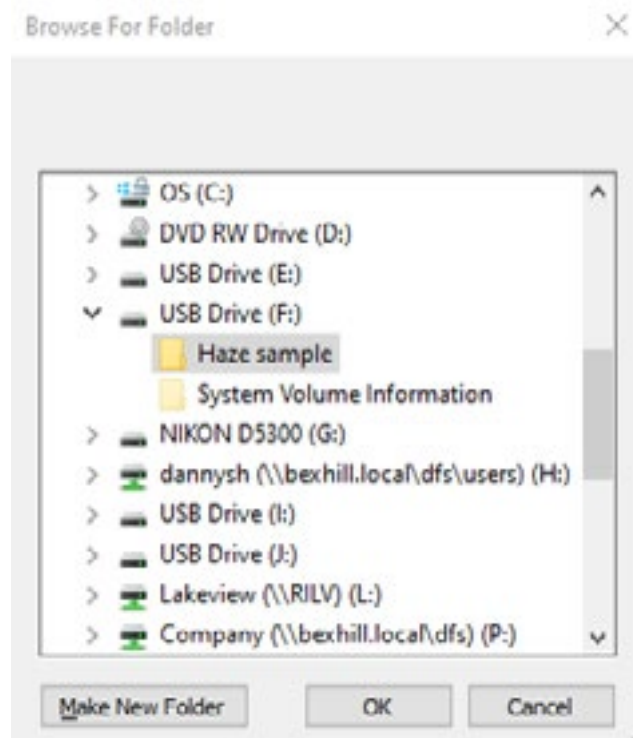 Browse For Folder
OS (C:)
DVD RW Drive (D:)
USB Drive (E:)
USB Drive (F:)
Haze sample
System Volume Information
NIKON D5300 (G:)
dannysh (\\bexhill.local\dfs\users) (H:)
USB Drive (I:)
USB Drive (J:)
Lakeview (\\RILV) (L:)
Company (\\bexhill.local\dfs) (P:)
Make New Folder OK Cancel